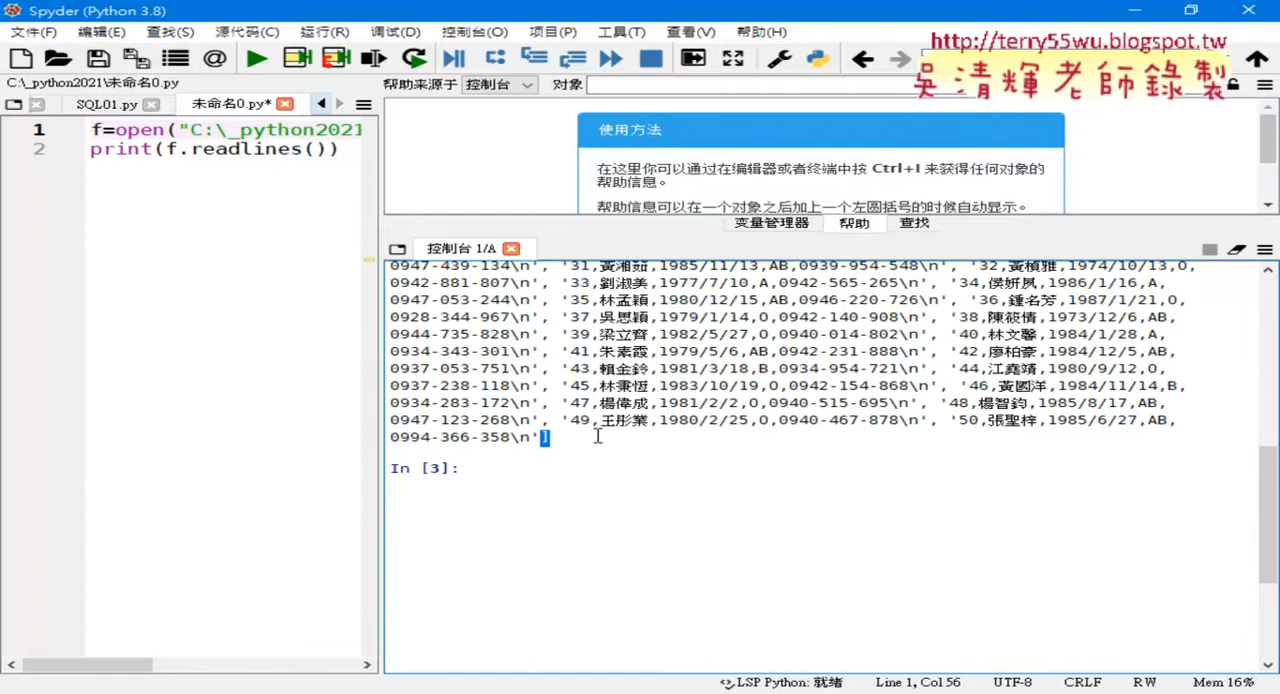 Spyder (Python 3.8)
文件(F) 编辑(E) 查找(S) 源代码(C) 运行(R) 调试(D) 控制台(O) 项目(P) 工具(T) 查看(V) 帮助(H)
http://terry55wu.blogspot.tw
吳清輝老師錄製
C:\_python2021\未命名0.py
帮助来源于 控制台 对象
SQL01.py 未命名0.py*
1 f=open("C:\_python2021
2 print(f.readlines())
使用方法
在这里你可以通过在编辑器或者终端中按 Ctrl+I 来获得任何对象的
帮助信息。
帮助信息可以在一个对象之后加上一个左圆括号的时候自动显示。
变量管理器 帮助 查找
控制台 1/A
0947-439-134\n', '31,黃湘茹,1985/11/13,AB,0939-954-548\n', '32,黃楨雅,1974/10/13,O,
0942-881-807\n', '33,劉淑美,1977/7/10,A,0942-565-265\n', '34,侯妍夙,1986/1/16,A,
0947-053-244\n', '35,林孟穎,1980/12/15,AB,0946-220-726\n', '36,鍾名芳,1987/1/21,O,
0928-344-967\n', '37,吳思穎,1979/1/14,O,0942-140-908\n', '38,陳筱倩,1973/12/6,AB,
0944-735-828\n', '39,梁立齊,1982/5/27,O,0940-014-802\n', '40,林文馨,1984/1/28,A,
0934-343-301\n', '41,朱素霞,1979/5/6,AB,0942-231-888\n', '42,廖柏豪,1984/12/5,AB,
0937-053-751\n', '43,賴金鈴,1981/3/18,B,0934-954-721\n', '44,江堯靖,1980/9/12,O,
0937-238-118\n', '45,林秉恆,1983/10/19,O,0942-154-868\n', '46,黃國洋,1984/11/14,B,
0934-283-172\n', '47,楊偉成,1981/2/2,O,0940-515-695\n', '48,楊智鈞,1985/8/17,AB,
0947-123-268\n', '49,王彤業,1980/2/25,O,0940-467-878\n', '50,張聖梓,1985/6/27,AB,
0994-366-358\n']
In [3]:
LSP Python: 就绪 Line 1, Col 56 UTF-8 CRLF RW Mem 16%